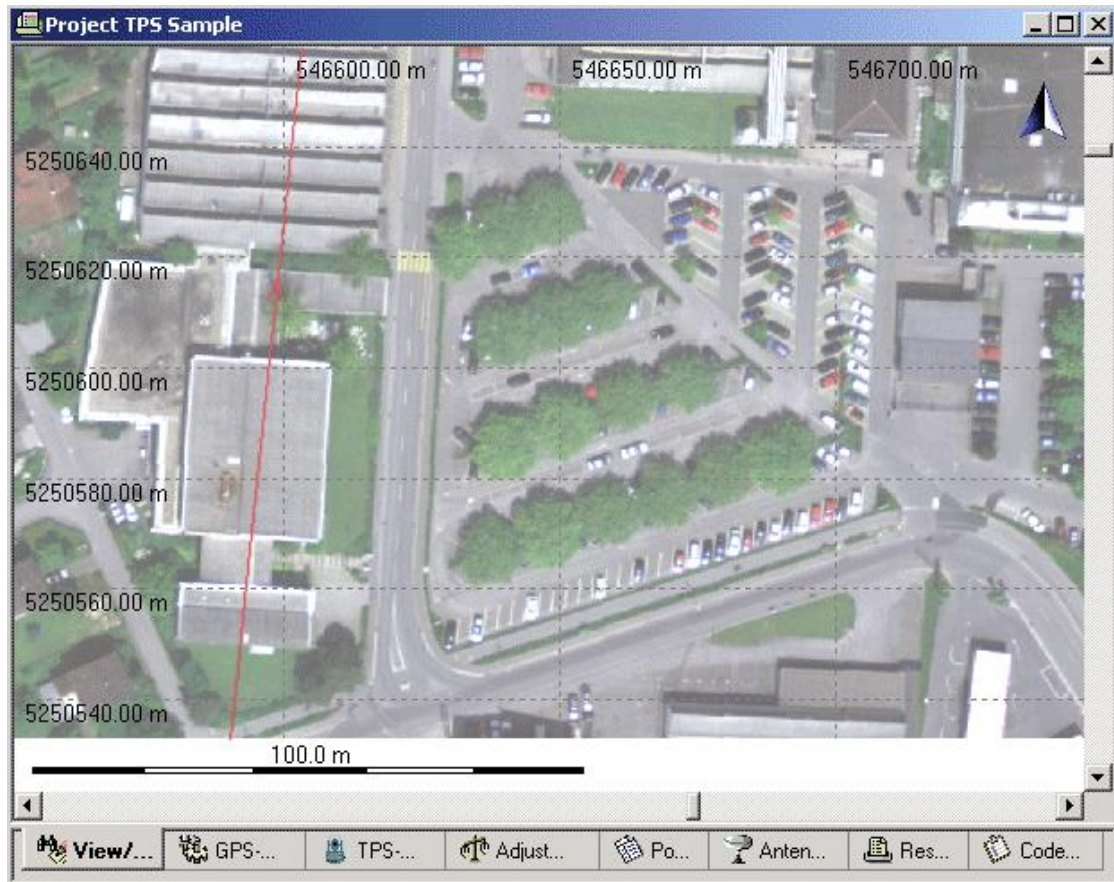 Project TPS Sample
546600.00 m
546650.00 m
546700.00 m
5250640.00 m
5250620.00 m
5250600.00 m
5250580.00 m
5250560.00 m
5250540.00 m
100.0 m
View/...
GPS-...
TPS-...
Adjust...
Po...
Anten...
Res...
Code...